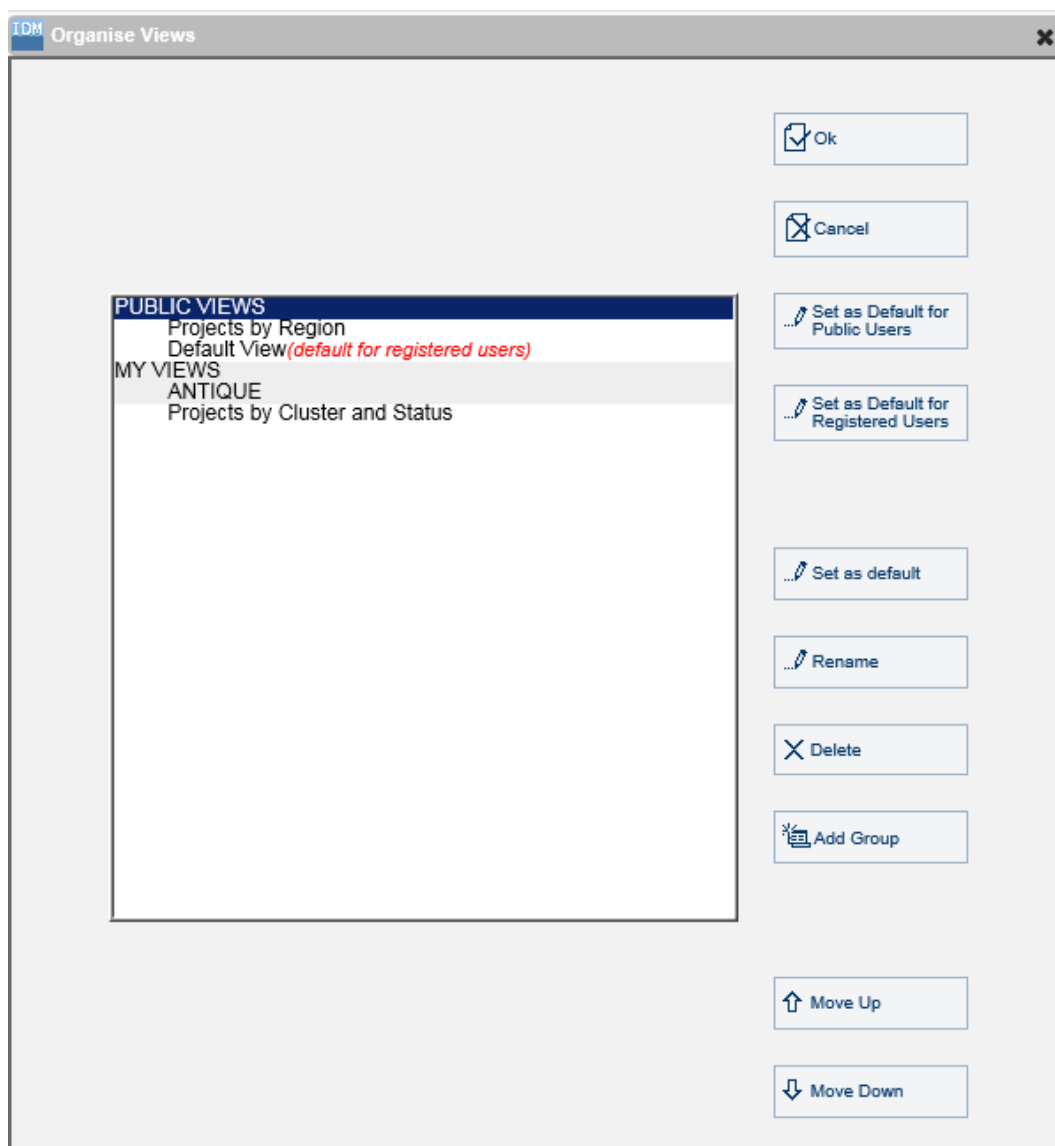 IDM Organise Views
Ok
Cancel
PUBLIC VIEWS
Projects by Region
Default View(default for registered users)
MY VIEWS
ANTIQUE
Projects by Cluster and Status
Set as Default for
Public Users
Set as Default for
Registered Users
Set as default
Rename
Delete
Add Group
Move Up
Move Down